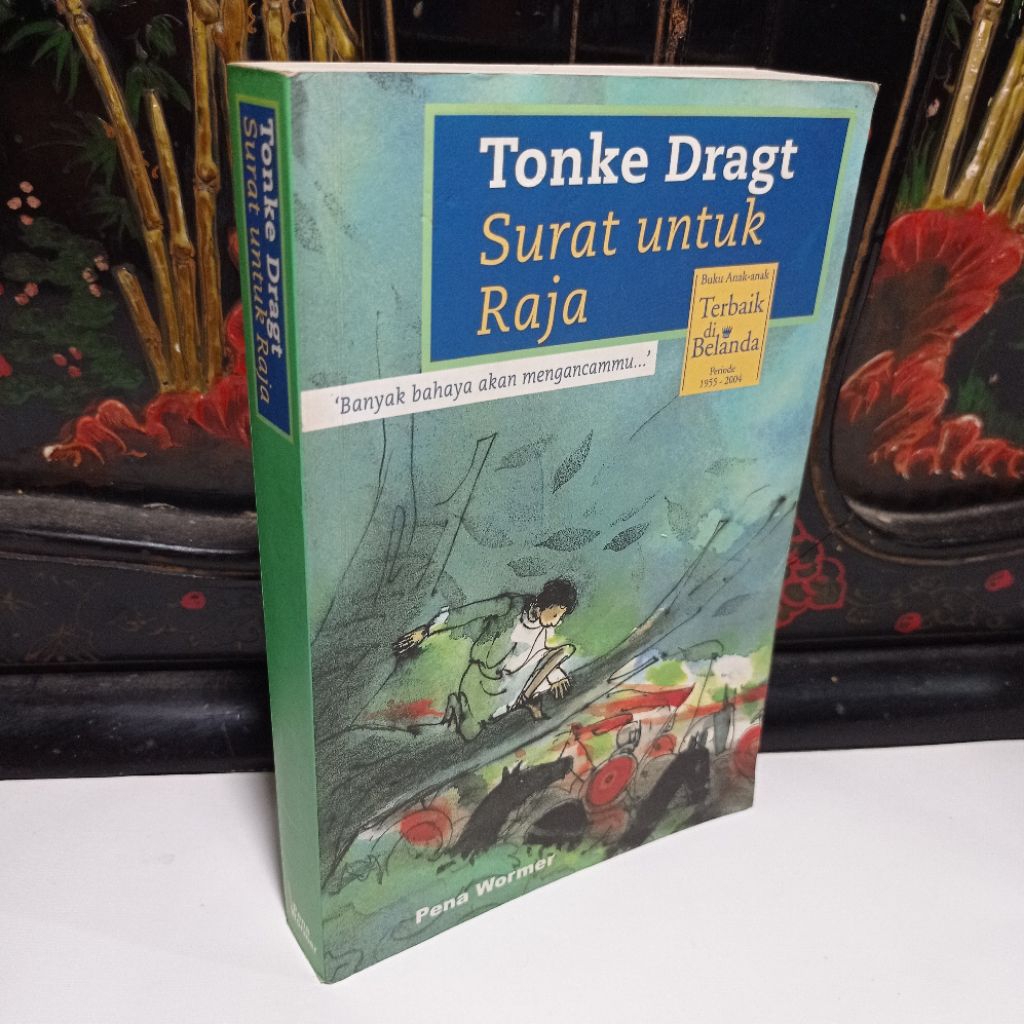 Tonke Dragt
Surat untuk Raja
Tonke Dragt
Surat untuk
Raja
Buku Anak-anak
Terbaik
di
Belanda
Periode
1955 - 2004
'Banyak bahaya akan mengancammu...'
Pena Wormer